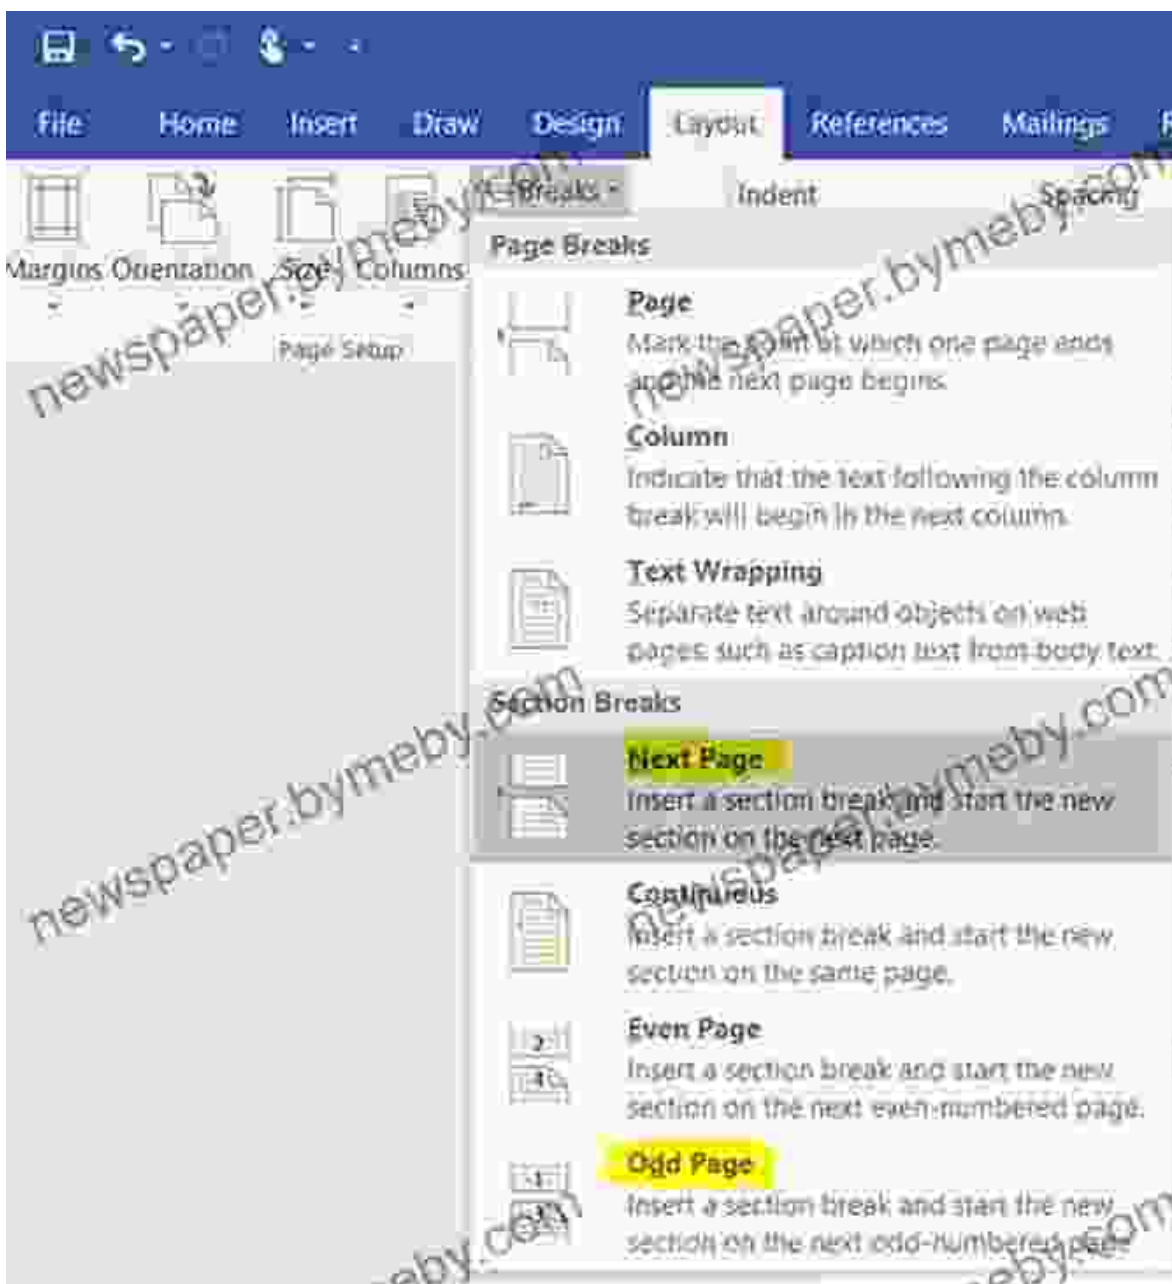 File Home Insert Draw Design Layout References Mailings
Breaks Indent Spacing
Margins Orientation Size Columns
Page Setup
Page Breaks
Page
Mark the point at which one page ends
and the next page begins.
Column
Indicate that the text following the column
break will begin in the next column.
Text Wrapping
Separate text around objects on web
pages, such as caption text from body text.
Section Breaks
Next Page
Insert a section break and start the new
section on the next page.
Continuous
Insert a section break and start the new
section on the same page.
Even Page
2
4
Insert a section break and start the new
section on the next even-numbered page.
Odd Page
1
3
Insert a section break and start the new
section on the next odd-numbered page.
newspaper.bymeby.com
newspaper.bymeby.com
newspaper.bymeby.com
newspaper.bymeby.com
eby.com
om